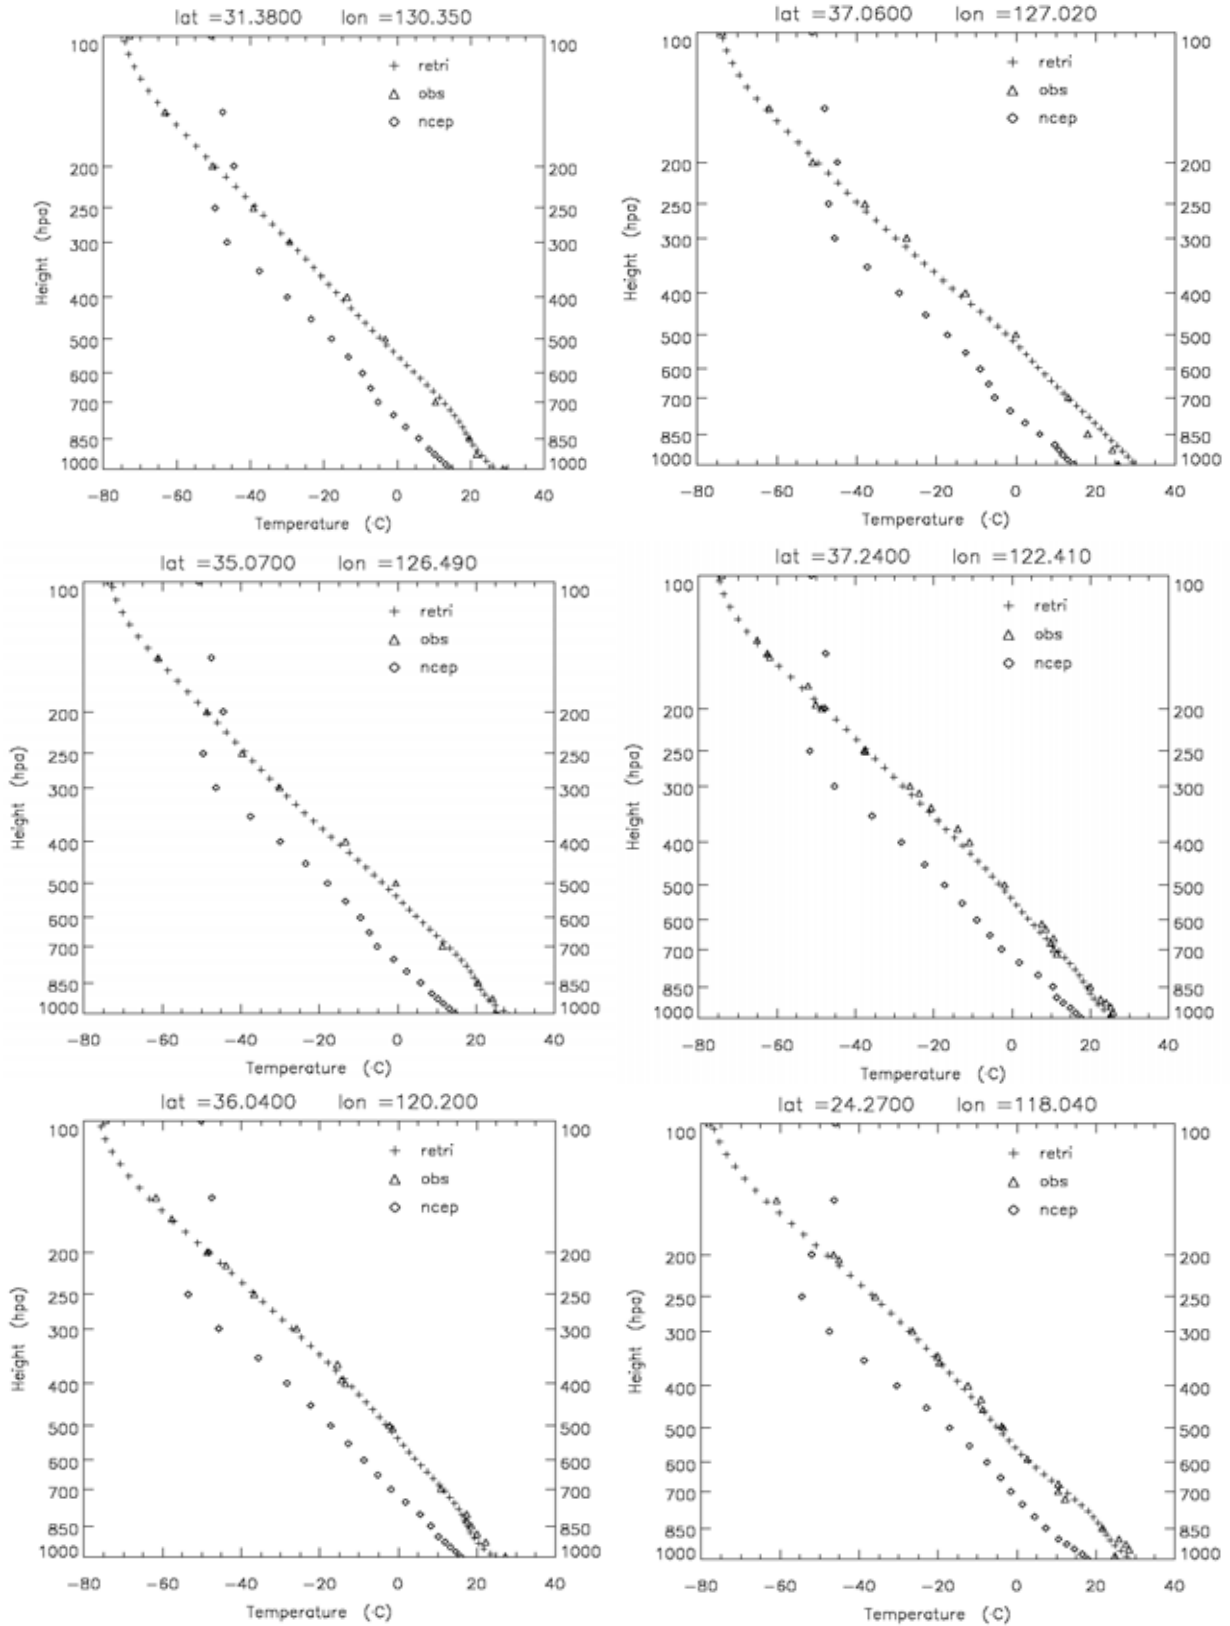 lat =31.3800 lon =130.350
100 100
+ retri
△ obs
◇ ncep
200 200
250 250
300 300
400 400
500 500
600 600
700 700
850 850
1000 1000
Height (hpa)
−80 −60 −40 −20 0 20 40
Temperature (·C)
lat =37.0600 lon =127.020
100 100
+ retri
△ obs
◇ ncep
200 200
250 250
300 300
400 400
500 500
600 600
700 700
850 850
1000 1000
Height (hpa)
−80 −60 −40 −20 0 20 40
Temperature (·C)
lat =35.0700 lon =126.490
100 100
+ retri
△ obs
◇ ncep
200 200
250 250
300 300
400 400
500 500
600 600
700 700
850 850
1000 1000
Height (hpa)
−80 −60 −40 −20 0 20 40
Temperature (·C)
lat =37.2400 lon =122.410
100 100
+ retri
△ obs
◇ ncep
200 200
250 250
300 300
400 400
500 500
600 600
700 700
850 850
1000 1000
Height (hpa)
−80 −60 −40 −20 0 20 40
Temperature (·C)
lat =36.0400 lon =120.200
100 100
+ retri
△ obs
◇ ncep
200 200
250 250
300 300
400 400
500 500
600 600
700 700
850 850
1000 1000
Height (hpa)
−80 −60 −40 −20 0 20 40
Temperature (·C)
lat =24.2700 lon =118.040
100 100
+ retri
△ obs
◇ ncep
200 200
250 250
300 300
400 400
500 500
600 600
700 700
850 850
1000 1000
Height (hpa)
−80 −60 −40 −20 0 20 40
Temperature (·C)